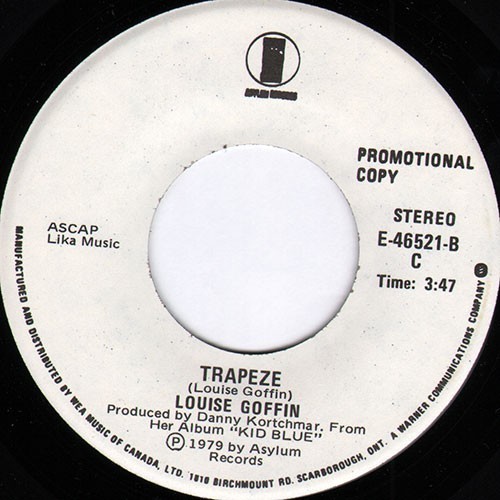 ASYLUM RECORDS
PROMOTIONAL
COPY
STEREO
E-46521-B
C
Time: 3:47
ASCAP
Lika Music
TRAPEZE
(Louise Goffin)
LOUISE GOFFIN
Produced by Danny Kortchmar, From
Her Album "KID BLUE"
Ⓟ 1979 by Asylum
Records
MANUFACTURED AND DISTRIBUTED BY WEA MUSIC OF CANADA, LTD. 1810 BIRCHMOUNT RD. SCARBOROUGH, ONT. A WARNER COMMUNICATIONS COMPANY